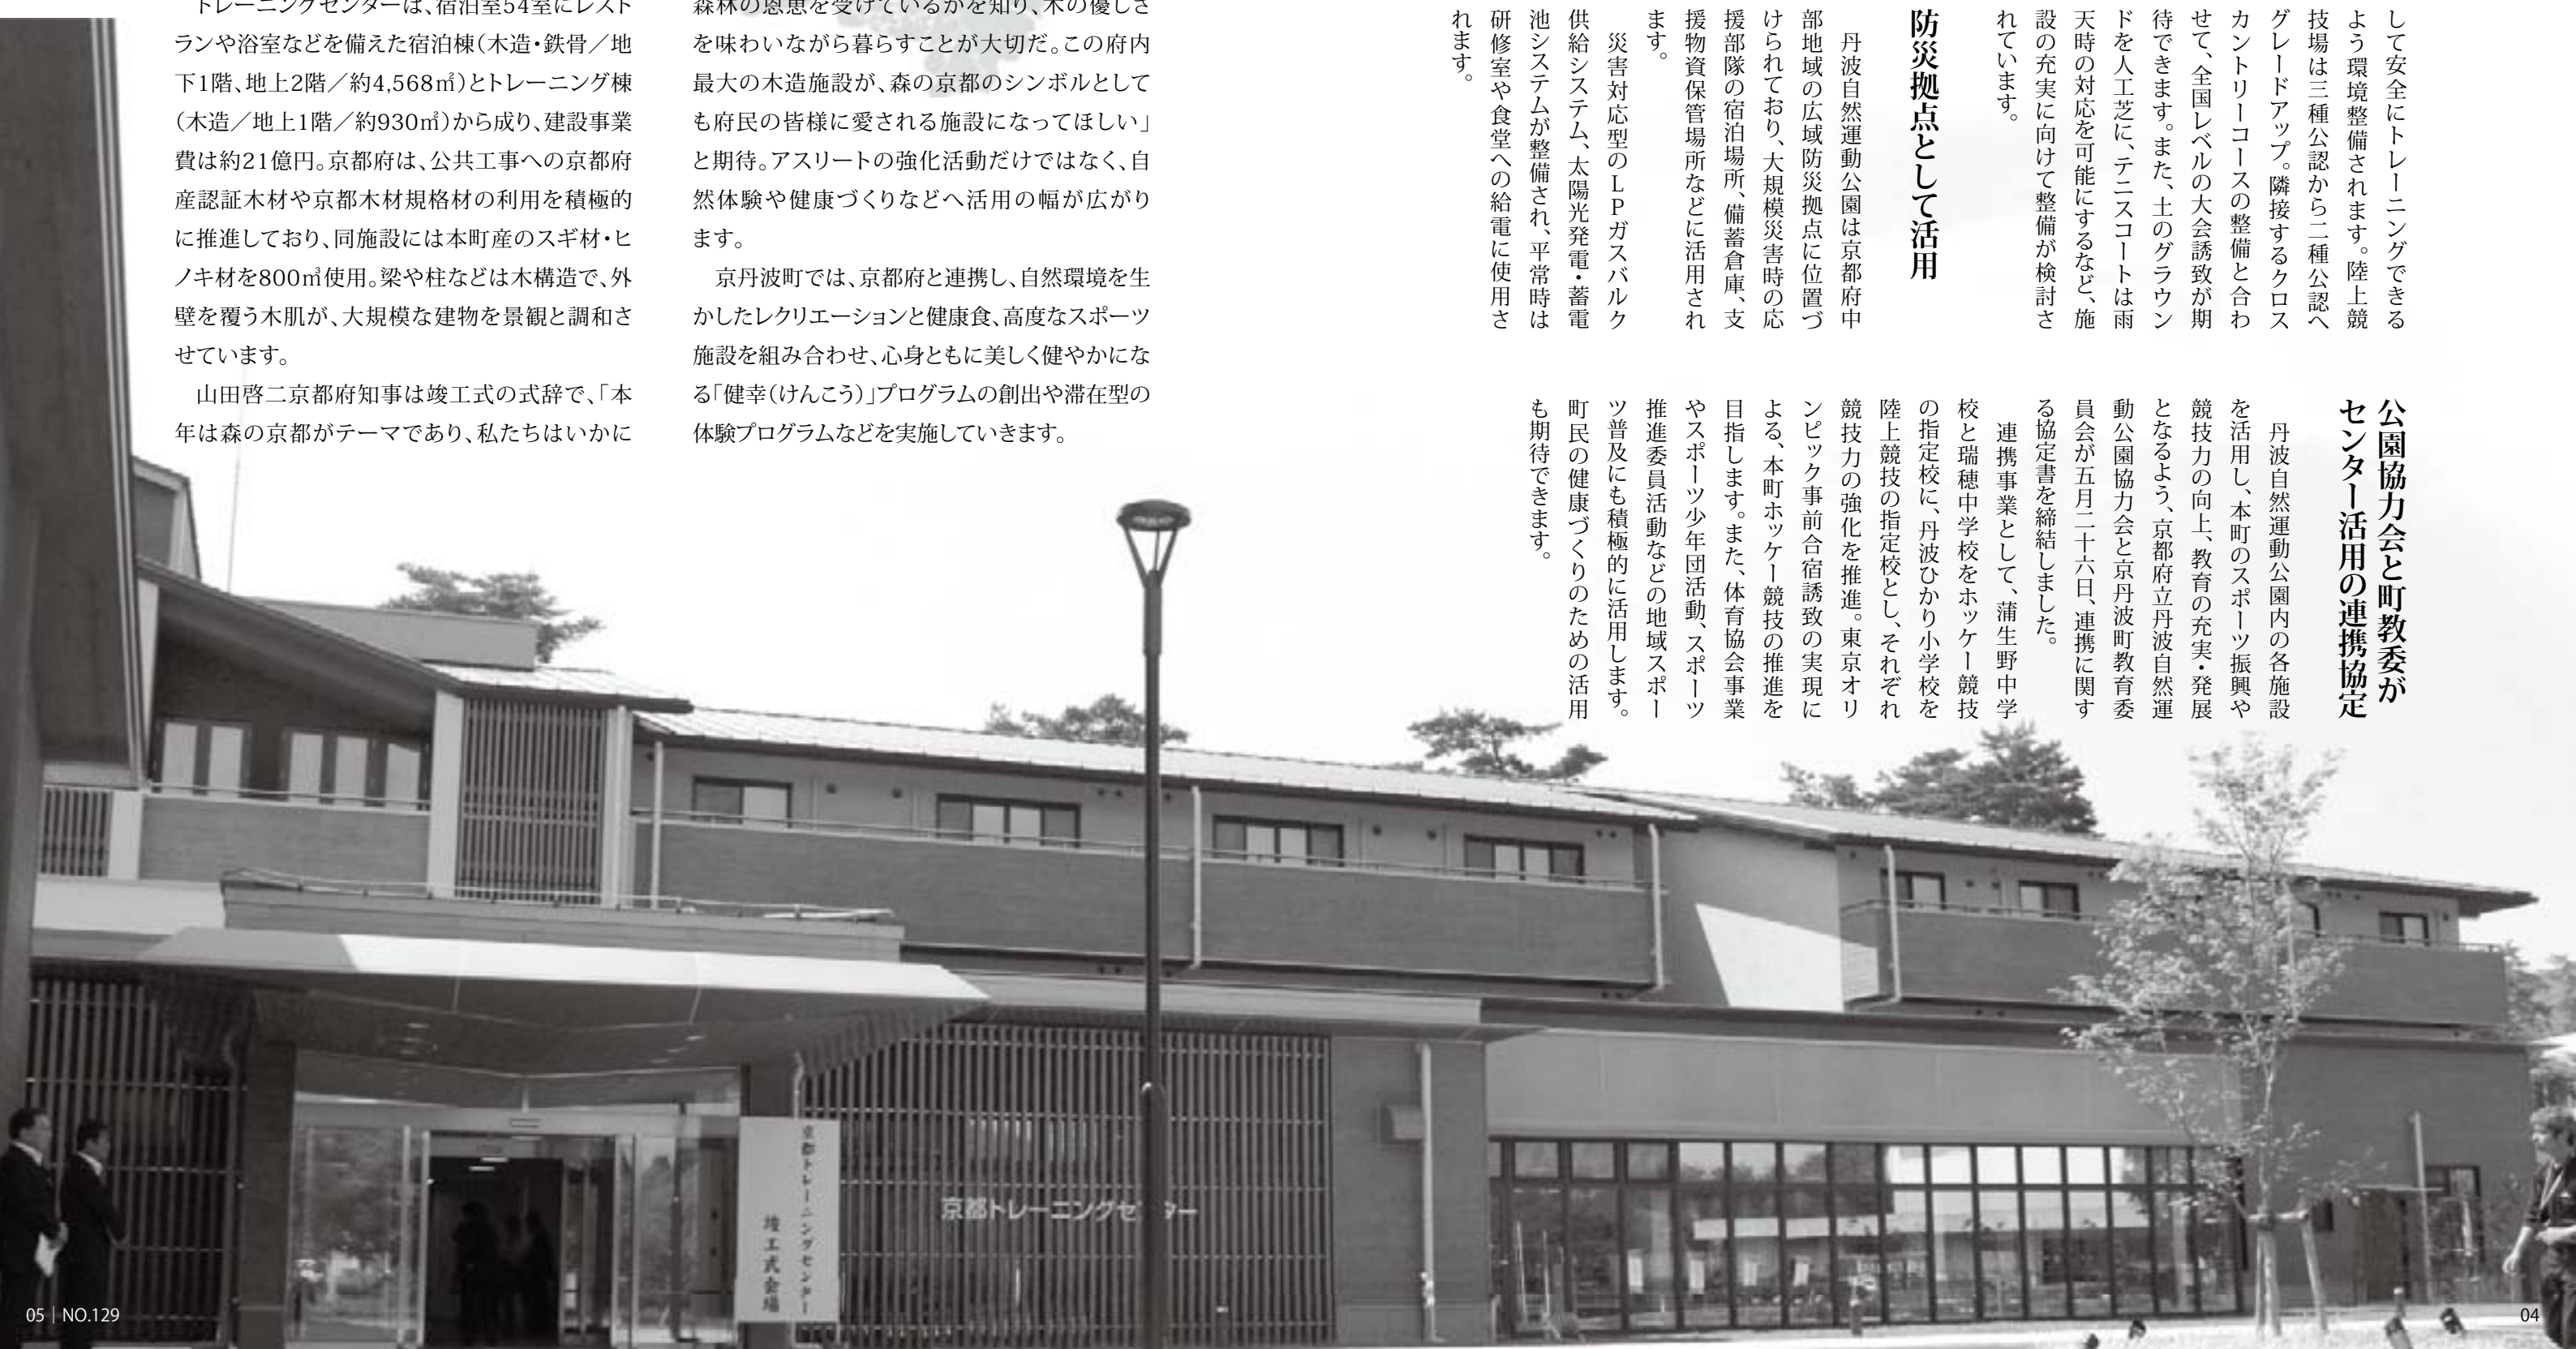 して安全にトレーニングできる
よう環境整備されます。陸上競
技場は三種公認から二種公認へ
グレードアップ。隣接するクロス
カントリーコースの整備と合わ
せて、全国レベルの大会誘致が期
待できます。また、土のグラウン
ドを人工芝に、テニスコートは雨
天時の対応を可能にするなど、施
設の充実に向けて整備が検討さ
れています。
防災拠点として活用
丹波自然運動公園は京都府中
部地域の広域防災拠点に位置づ
けられており、大規模災害時の応
援部隊の宿泊場所、備蓄倉庫、支
援物資保管場所などに活用され
ます。
災害対応型のLPガスバルク
供給システム、太陽光発電・蓄電
池システムが整備され、平常時は
研修室や食堂への給電に使用さ
れます。
公園協力会と町教委が
センター活用の連携協定
丹波自然運動公園内の各施設
を活用し、本町のスポーツ振興や
競技力の向上、教育の充実・発展
となるよう、京都府立丹波自然運
動公園協力会と京丹波町教育委
員会が五月二十六日、連携に関す
る協定書を締結しました。
連携事業として、蒲生野中学
校と瑞穂中学校をホッケー競技
の指定校に、丹波ひかり小学校を
陸上競技の指定校とし、それぞれ
競技力の強化を推進。東京オリ
ンピック事前合宿誘致の実現に
よる、本町ホッケー競技の推進を
目指します。また、体育協会事業
やスポーツ少年団活動、スポーツ
推進委員活動などの地域スポー
ツ普及にも積極的に活用します。
町民の健康づくりのための活用
も期待できます。
トレーニングセンターは、宿泊室54室にレスト
ランや浴室などを備えた宿泊棟（木造・鉄骨／地
下1階、地上2階／約4,568㎡）とトレーニング棟
（木造／地上1階／約930㎡）から成り、建設事業
費は約21億円。京都府は、公共工事への京都府
産認証木材や京都木材規格材の利用を積極的
に推進しており、同施設には本町産のスギ材・ヒ
ノキ材を800㎥使用。梁や柱などは木構造で、外
壁を覆う木肌が、大規模な建物を景観と調和さ
せています。
山田啓二京都府知事は竣工式の式辞で、「本
年は森の京都がテーマであり、私たちはいかに
森林の恩恵を受けているかを知り、木の優しさ
を味わいながら暮らすことが大切だ。この府内
最大の木造施設が、森の京都のシンボルとして
も府民の皆様に愛される施設になってほしい」
と期待。アスリートの強化活動だけではなく、自
然体験や健康づくりなどへ活用の幅が広がり
ます。
京丹波町では、京都府と連携し、自然環境を生
かしたレクリエーションと健康食、高度なスポーツ
施設を組み合わせ、心身ともに美しく健やかにな
る「健幸（けんこう）」プログラムの創出や滞在型の
体験プログラムなどを実施していきます。
京都トレーニングセンター
竣工式会場
京都トレーニングセンター
05｜NO.129
04